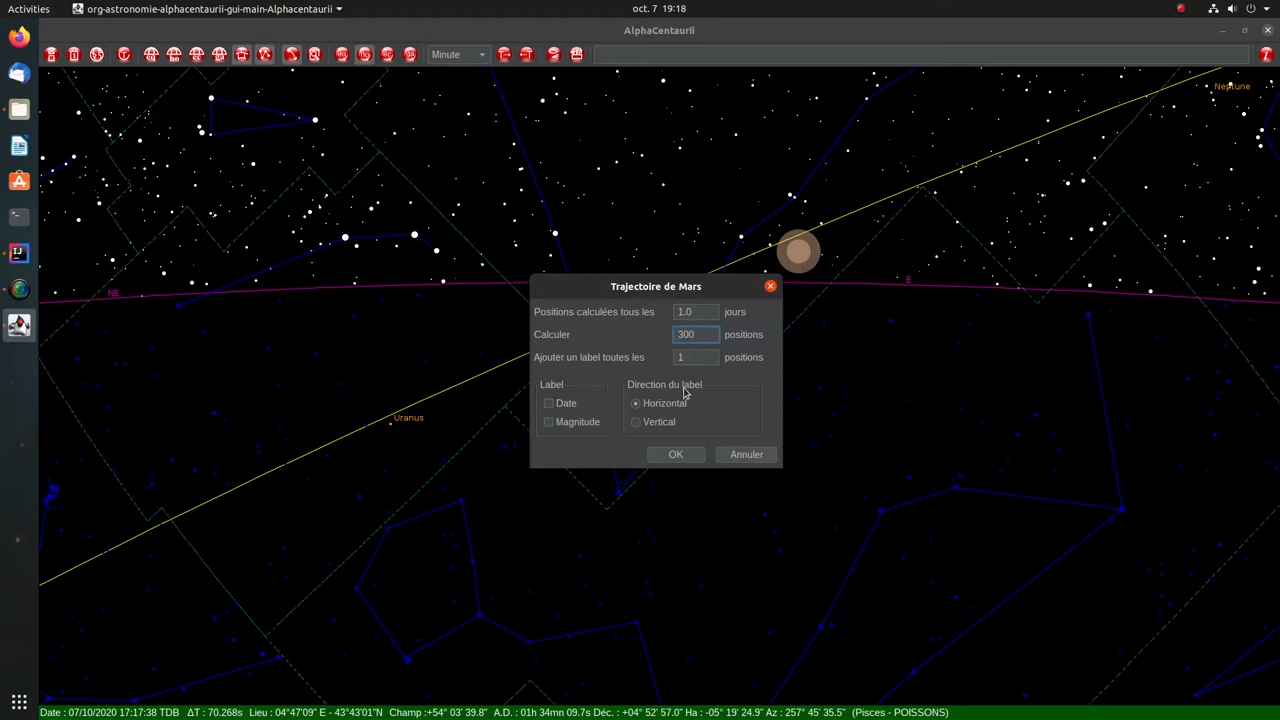 Activities
org-astronomie-alphacentaurii-gui-main-Alphacentaurii
oct. 7 19:18
AlphaCentaurii
Minute
Neptune
NE
E
Uranus
Trajectoire de Mars
Positions calculées tous les 1.0 jours
Calculer 300 positions
Ajouter un label toutes les 1 positions
Label
Direction du label
Date
Horizontal
Magnitude
Vertical
OK
Annuler
Date : 07/10/2020 17:17:38 TDB ΔT : 70.268s Lieu : 04°47'09" E - 43°43'01"N Champ :+54° 03' 39.8" A.D. : 01h 34mn 09.7s Déc. : +04° 52' 57.0" Ha : -05° 19' 24.9" Az : 257° 45' 35.5" (Pisces - POISSONS)